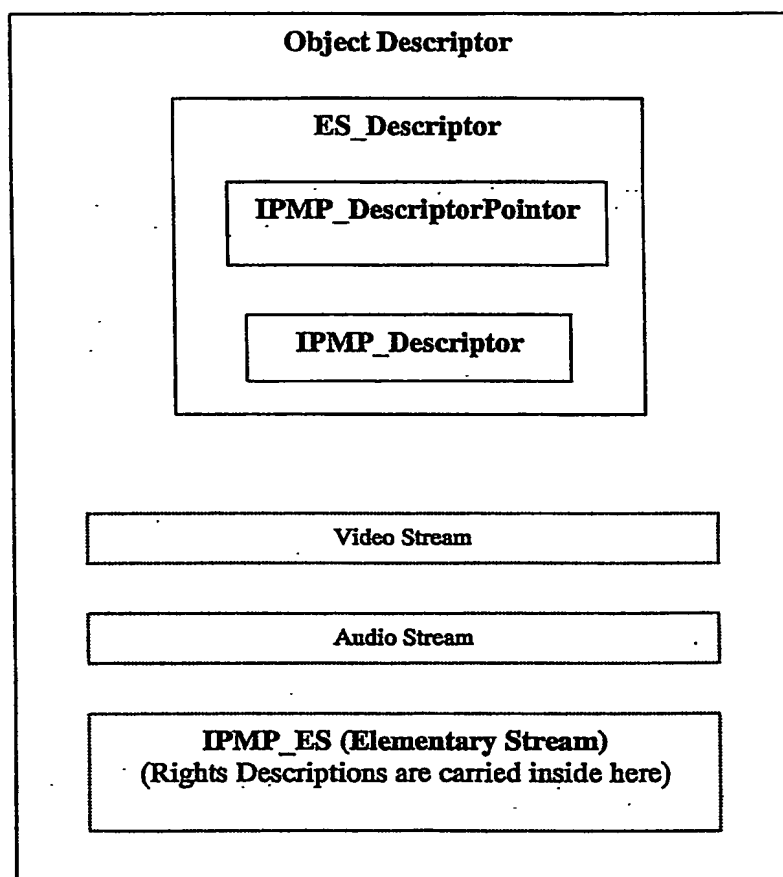 Object Descriptor
ES_Descriptor
IPMP_DescriptorPointor
IPMP_Descriptor
Video Stream
Audio Stream
IPMP_ES (Elementary Stream)
(Rights Descriptions are carried inside here)